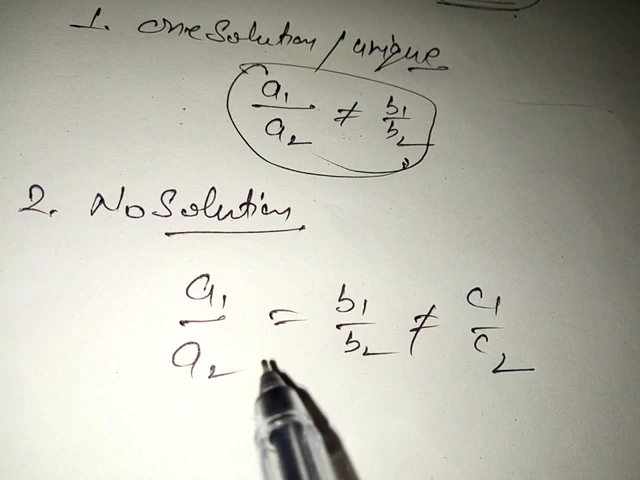 1. One Solution / unique
a₁/a₂ ≠ b₁/b₂
2. No Solution
a₁/a₂ = b₁/b₂ ≠ c₁/c₂